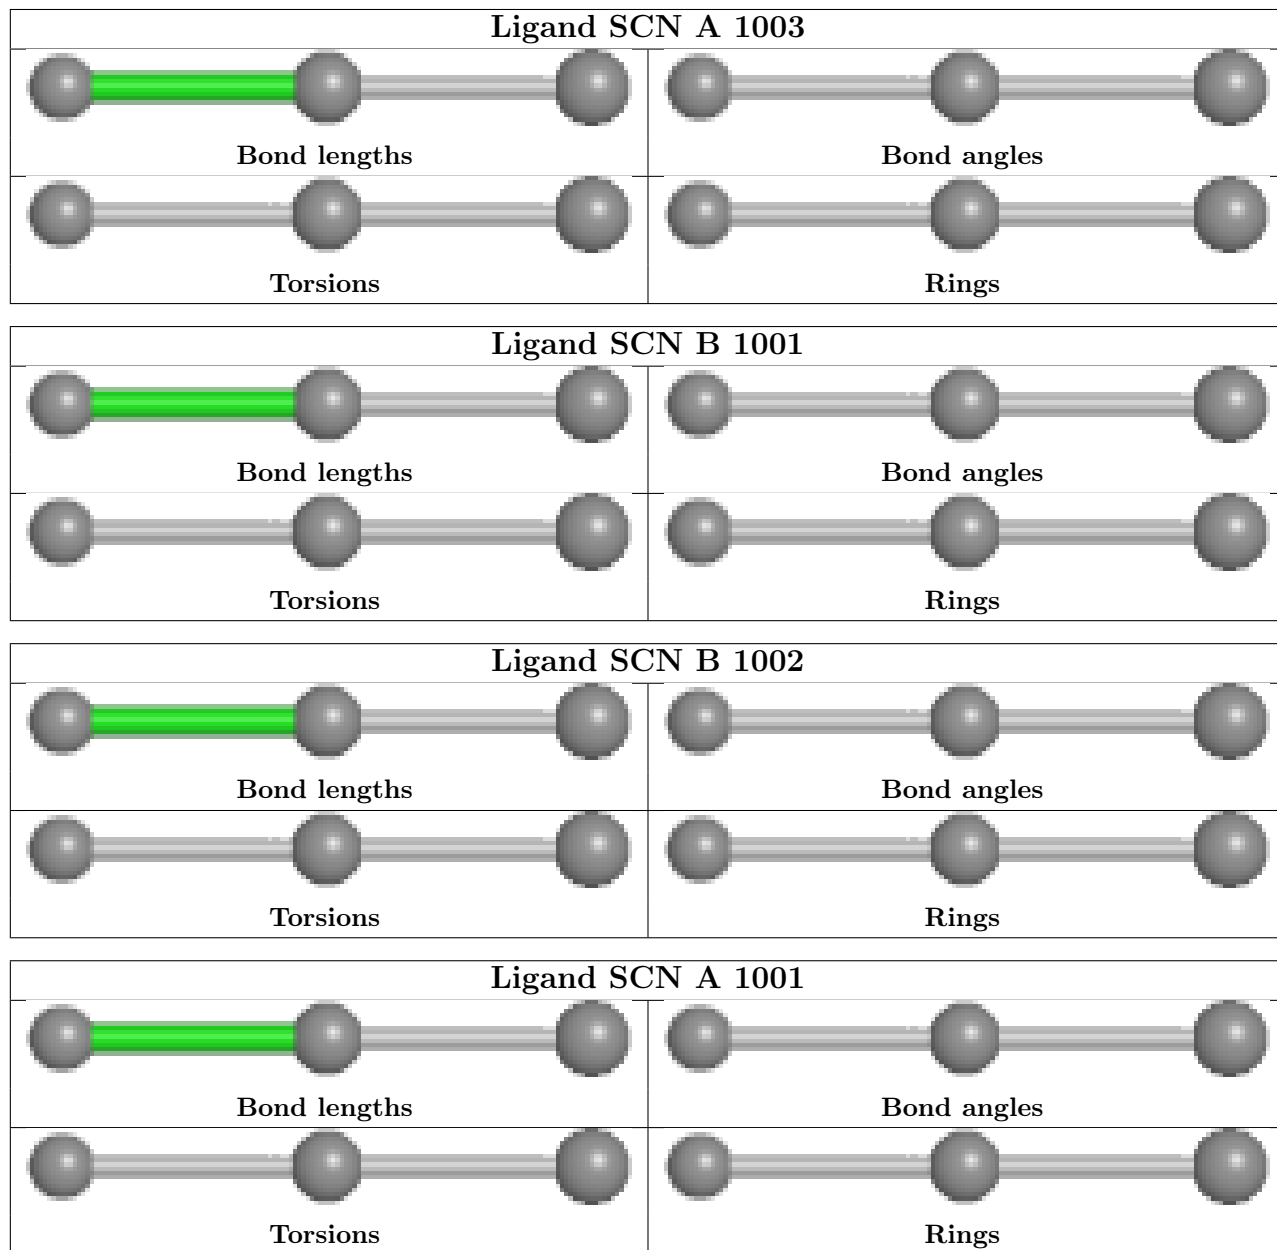 Ligand SCN A 1003
Bond lengths
Bond angles
Torsions
Rings
Ligand SCN B 1001
Bond lengths
Bond angles
Torsions
Rings
Ligand SCN B 1002
Bond lengths
Bond angles
Torsions
Rings
Ligand SCN A 1001
Bond lengths
Bond angles
Torsions
Rings